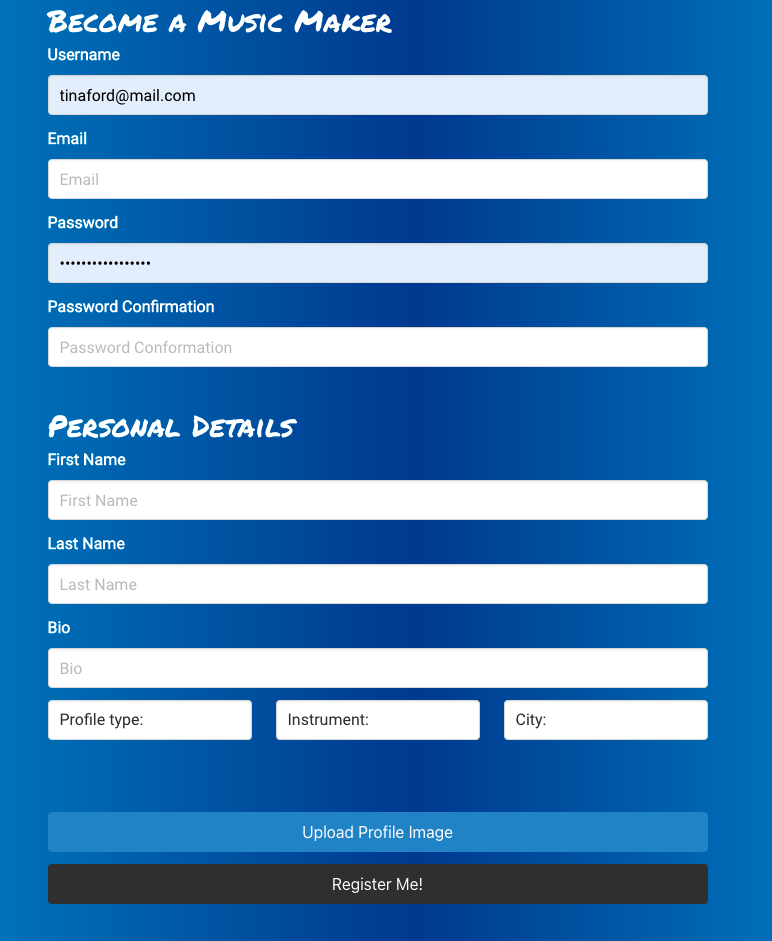 Become a Music Maker
Username
tinaford@mail.com
Email
Email
Password
•••••••••••••••••
Password Confirmation
Password Conformation
Personal Details
First Name
First Name
Last Name
Last Name
Bio
Bio
Profile type: Instrument: City:
Upload Profile Image
Register Me!